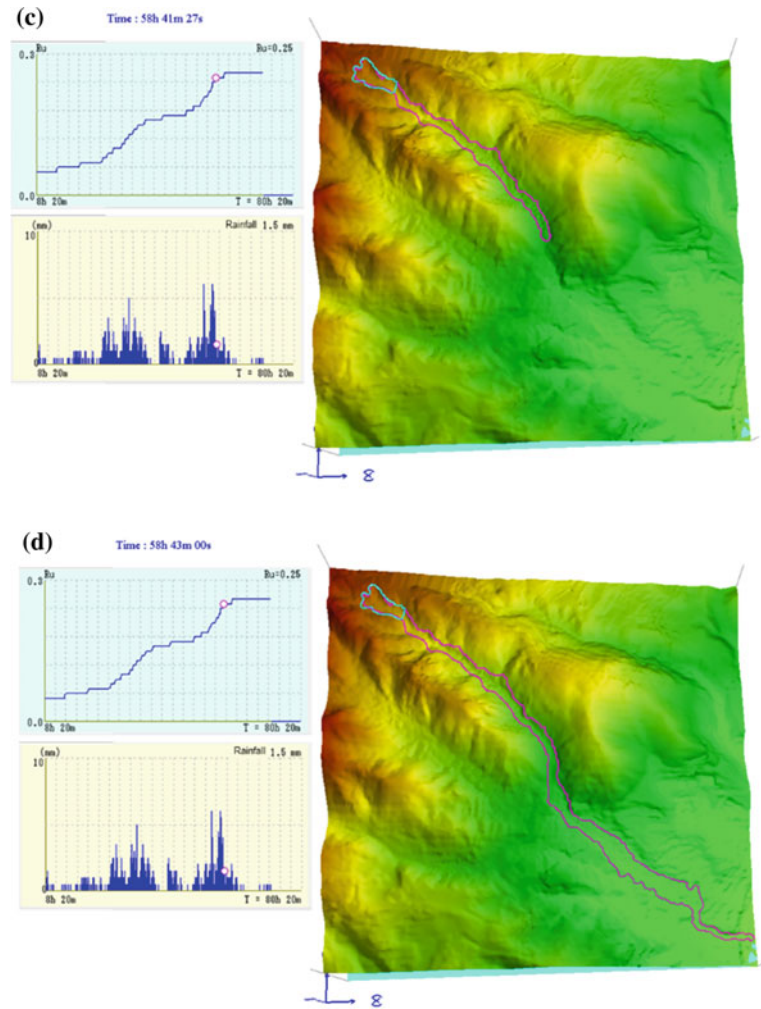 (c)
Time : 58h 41m 27s
0.3
Ru
Ru=0.25
0.0
8h 20m
T = 80h 20m
(mm)
Rainfall 1.5 mm
10
0
8h 20m
T = 80h 20m
8
(d)
Time : 58h 43m 00s
0.3
Ru
Ru=0.25
0.0
8h 20m
T = 80h 20m
(mm)
Rainfall 1.5 mm
10
0
8h 20m
T = 80h 20m
8